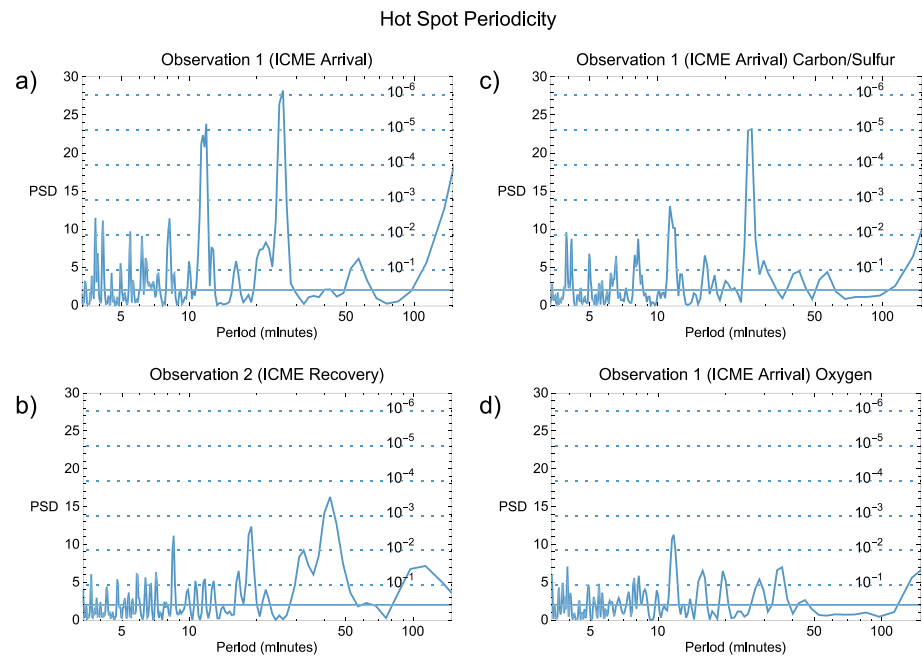 Hot Spot Periodicity
a)
Observation 1 (ICME Arrival)
30
25
20
PSD 15
10
5
0
10⁻⁶
10⁻⁵
10⁻⁴
10⁻³
10⁻²
10⁻¹
5 10 50 100
Period (minutes)
c)
Observation 1 (ICME Arrival) Carbon/Sulfur
30
25
20
PSD 15
10
5
0
10⁻⁶
10⁻⁵
10⁻⁴
10⁻³
10⁻²
10⁻¹
5 10 50 100
Period (minutes)
b)
Observation 2 (ICME Recovery)
30
25
20
PSD 15
10
5
0
10⁻⁶
10⁻⁵
10⁻⁴
10⁻³
10⁻²
10⁻¹
5 10 50 100
Period (minutes)
d)
Observation 1 (ICME Arrival) Oxygen
30
25
20
PSD 15
10
5
0
10⁻⁶
10⁻⁵
10⁻⁴
10⁻³
10⁻²
10⁻¹
5 10 50 100
Period (minutes)